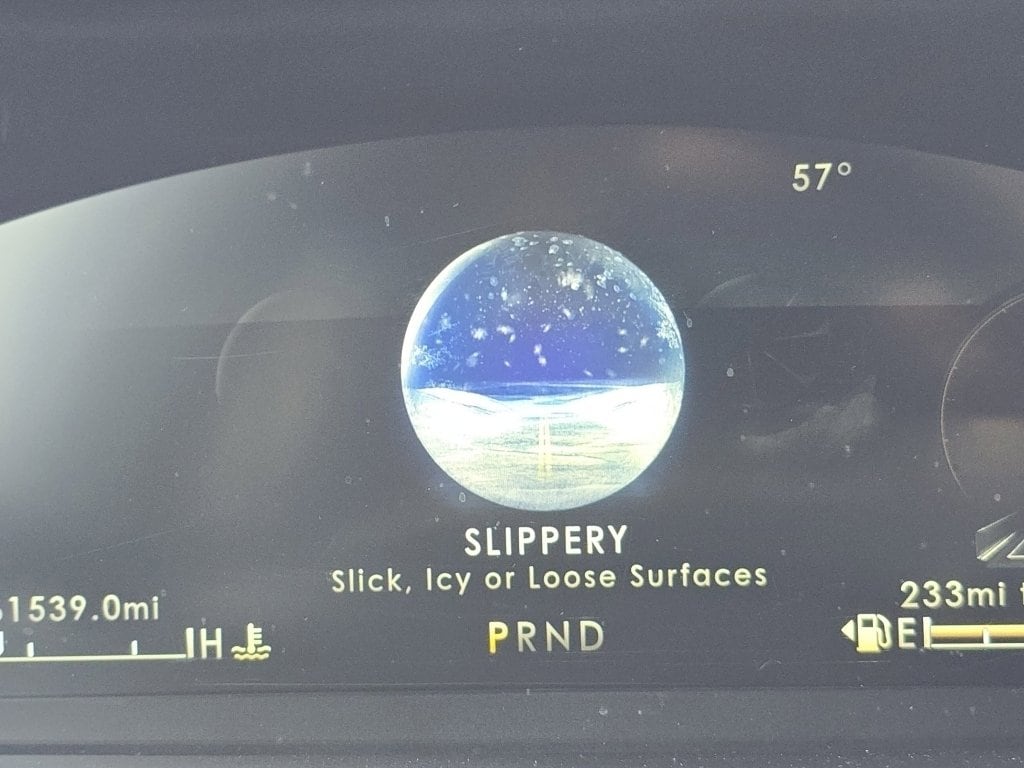 57°
SLIPPERY
Slick, Icy or Loose Surfaces
1539.0mi
233mi
H
PRND
E